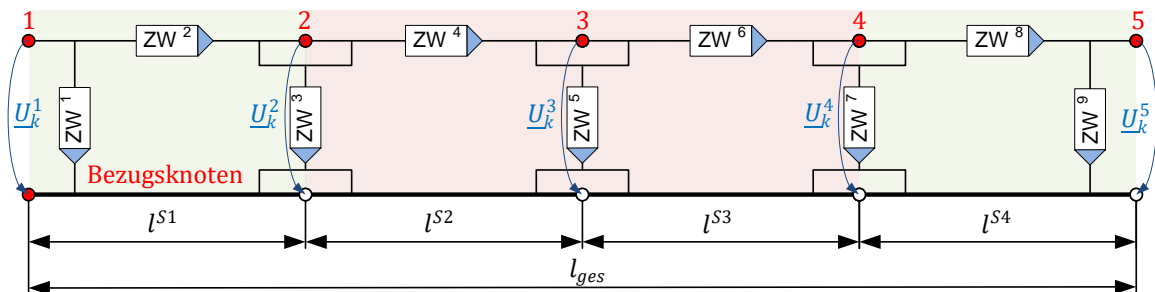 1 2 3 4 5
ZW 2 ZW 4 ZW 6 ZW 8
U_k^1 ZW 1 U_k^2 ZW 3 U_k^3 ZW 5 U_k^4 ZW 7 ZW 9 U_k^5
Bezugsknoten
l^S1 l^S2 l^S3 l^S4
l_ges